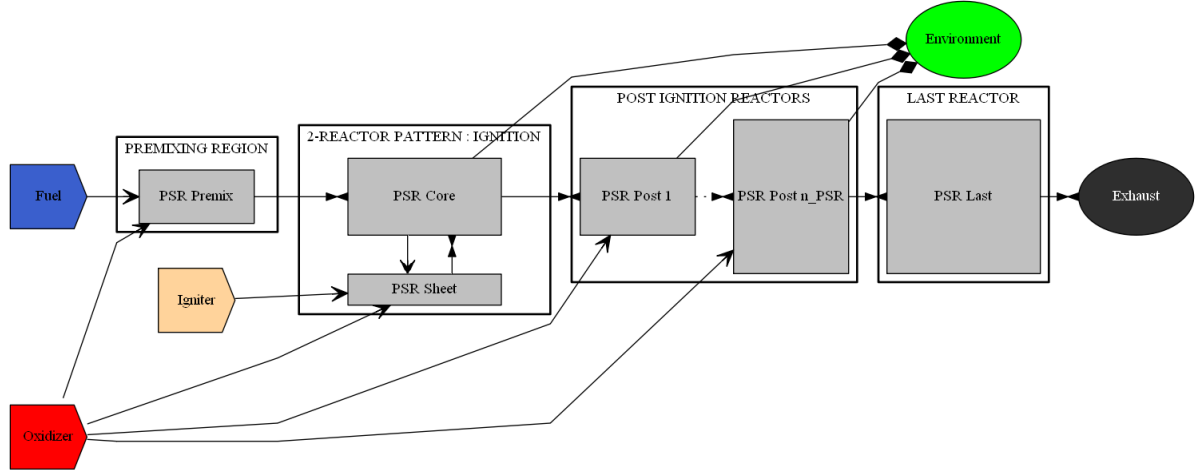 Environment
POST IGNITION REACTORS
LAST REACTOR
2-REACTOR PATTERN : IGNITION
PREMIXING REGION
Fuel
PSR Premix
PSR Core
PSR Post 1
PSR Post n_PSR
PSR Last
Exhaust
PSR Sheet
Igniter
Oxidizer